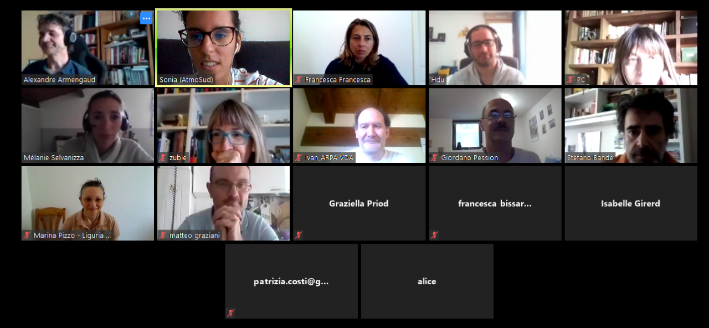 Alexandre Armengaud
Sonia (AtmoSud)
Francesca Francesca
Hdu
PC
Mélanie Selvanizza
zubie
Ivan ARPA VCA
Giordano Pession
Stefano Bande
Marina Pizzo - Liguria ...
matteo graziani
Graziella Priod
francesca bissar...
Isabelle Girerd
patrizia.costi@g...
alice